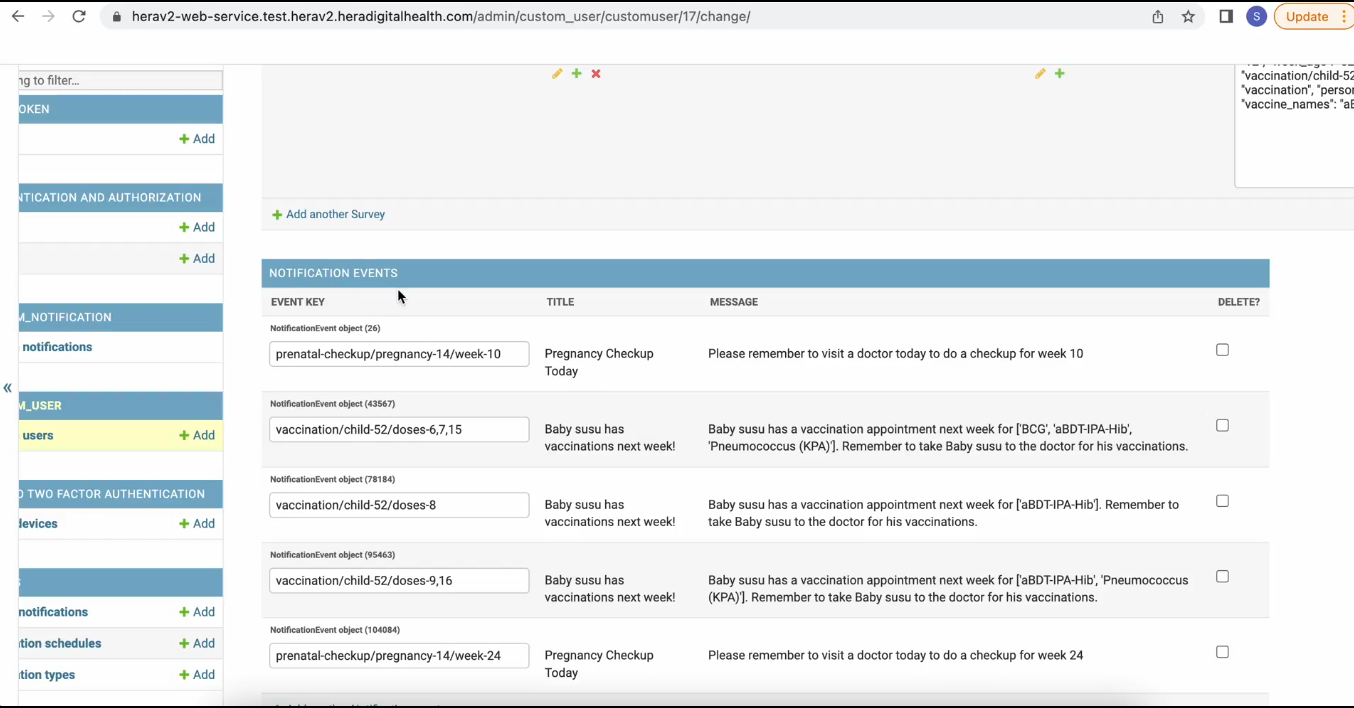 herav2-web-service.test.herav2.heradigitalhealth.com/admin/custom_user/customuser/17/change/
S
Update
ng to filter...
OKEN
Add
NTICATION AND AUTHORIZATION
Add
Add
M_NOTIFICATION
notifications
«
M_USER
users
Add
O TWO FACTOR AUTHENTICATION
devices
Add
notifications
Add
tion schedules
Add
tion types
Add
"vaccination/child-52
"vaccination", "person
"vaccine_names": "aB
Add another Survey
NOTIFICATION EVENTS
EVENT KEY TITLE MESSAGE DELETE?
NotificationEvent object (26)
prenatal-checkup/pregnancy-14/week-10
Pregnancy Checkup
Today
Please remember to visit a doctor today to do a checkup for week 10
NotificationEvent object (43567)
vaccination/child-52/doses-6,7,15
Baby susu has
vaccinations next week!
Baby susu has a vaccination appointment next week for ['BCG', 'aBDT-IPA-Hib',
'Pneumococcus (KPA)']. Remember to take Baby susu to the doctor for his vaccinations.
NotificationEvent object (78184)
vaccination/child-52/doses-8
Baby susu has
vaccinations next week!
Baby susu has a vaccination appointment next week for ['aBDT-IPA-Hib']. Remember to
take Baby susu to the doctor for his vaccinations.
NotificationEvent object (95463)
vaccination/child-52/doses-9,16
Baby susu has
vaccinations next week!
Baby susu has a vaccination appointment next week for ['aBDT-IPA-Hib', 'Pneumococcus
(KPA)']. Remember to take Baby susu to the doctor for his vaccinations.
NotificationEvent object (104084)
prenatal-checkup/pregnancy-14/week-24
Pregnancy Checkup
Today
Please remember to visit a doctor today to do a checkup for week 24